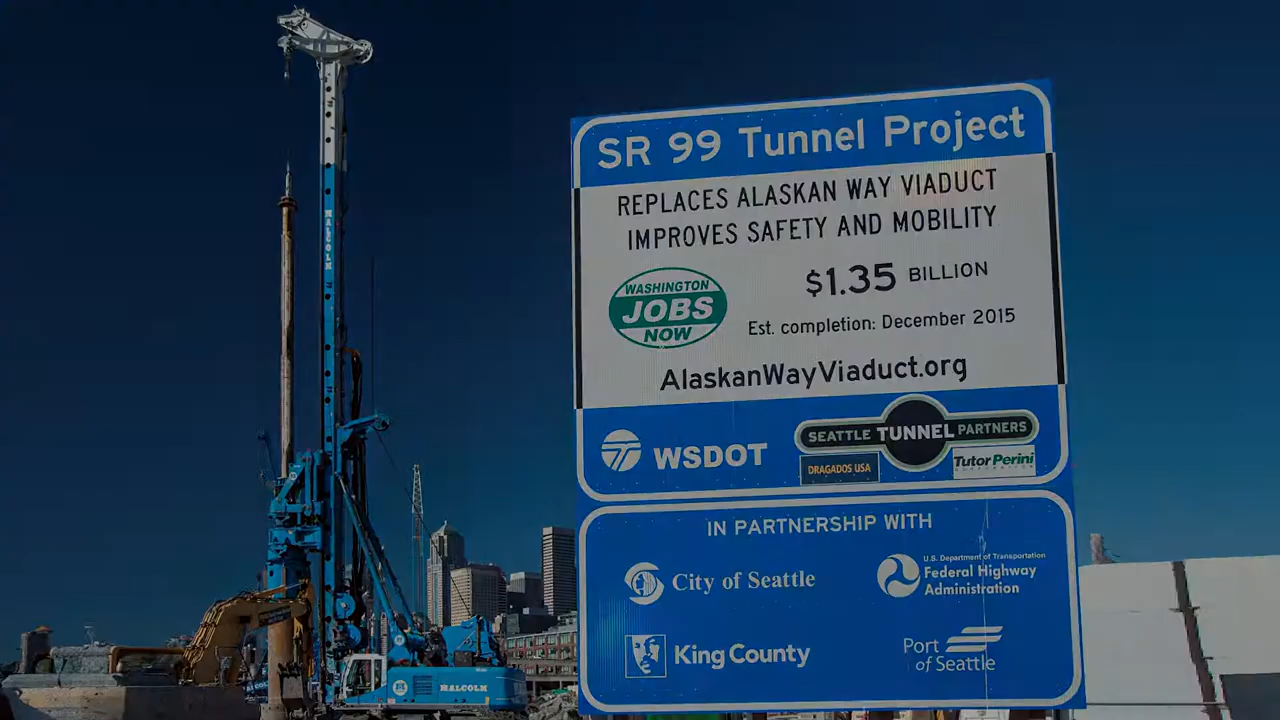 MALCOLM
SR 99 Tunnel Project
REPLACES ALASKAN WAY VIADUCT
IMPROVES SAFETY AND MOBILITY
WASHINGTON
JOBS
NOW
$1.35 BILLION
Est. completion: December 2015
AlaskanWayViaduct.org
WSDOT
SEATTLE TUNNEL PARTNERS
DRAGADOS USA
TutorPerini
IN PARTNERSHIP WITH
City of Seattle
U.S. Department of Transportation
Federal Highway
Administration
King County
Port
of Seattle
MALCOLM